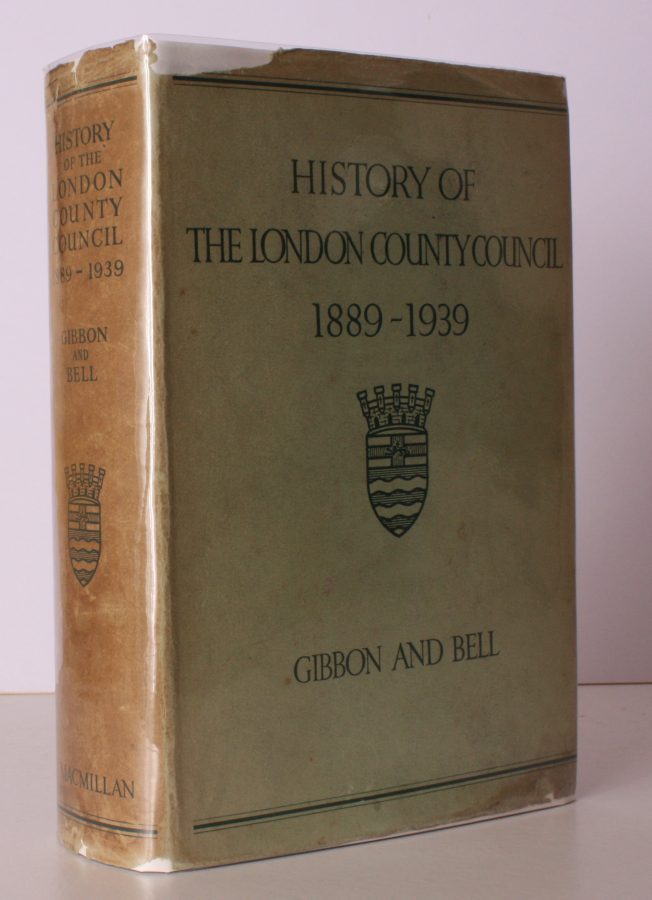 HISTORY
OF THE
LONDON
COUNTY
COUNCIL
1889-1939
GIBBON
AND
BELL
MACMILLAN
HISTORY OF
THE LONDON COUNTY COUNCIL
1889-1939
GIBBON AND BELL